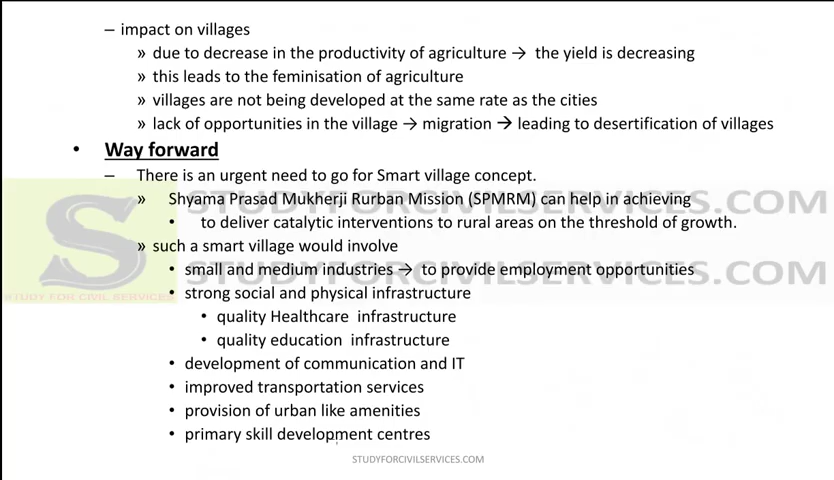 – impact on villages
» due to decrease in the productivity of agriculture → the yield is decreasing
» this leads to the feminisation of agriculture
» villages are not being developed at the same rate as the cities
» lack of opportunities in the village → migration → leading to desertification of villages
• Way forward
– There is an urgent need to go for Smart village concept.
» Shyama Prasad Mukherji Rurban Mission (SPMRM) can help in achieving
• to deliver catalytic interventions to rural areas on the threshold of growth.
» such a smart village would involve
• small and medium industries → to provide employment opportunities
• strong social and physical infrastructure
• quality Healthcare infrastructure
• quality education infrastructure
• development of communication and IT
• improved transportation services
• provision of urban like amenities
• primary skill development centres
STUDYFORCIVILSERVICES.COM
STUDYFORCIVILSERVICES.COM
STUDYFORCIVILSERVICES.COM
S
STUDY FOR CIVIL SERVICES